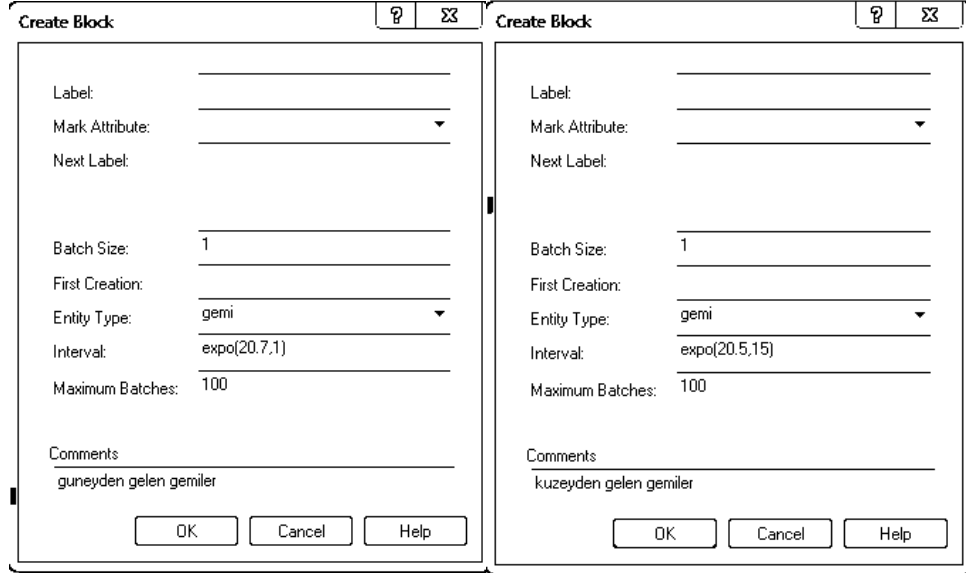 Create Block
Label:
Mark Attribute:
Next Label:
Batch Size: 1
First Creation:
Entity Type: gemi
Interval: expo(20.7,1)
Maximum Batches: 100
Comments
guneyden gelen gemiler
OK Cancel Help
Create Block
Label:
Mark Attribute:
Next Label:
Batch Size: 1
First Creation:
Entity Type: gemi
Interval: expo(20.5,15)
Maximum Batches: 100
Comments
kuzeyden gelen gemiler
OK Cancel Help